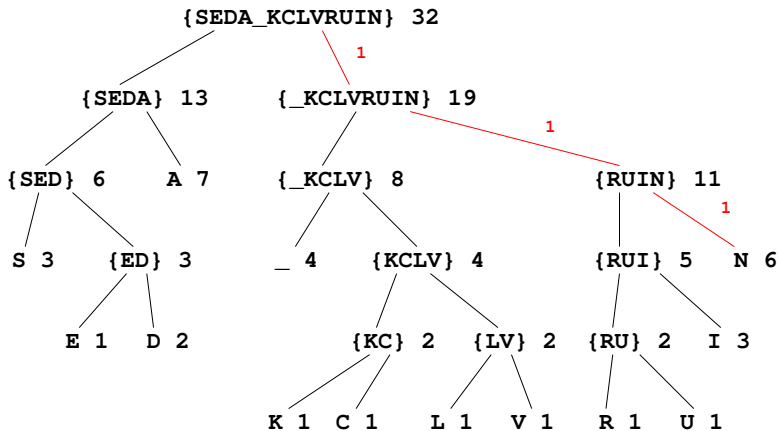 {SEDA_KCLVRUIN} 32
1
{SEDA} 13 {_KCLVRUIN} 19
1
{SED} 6 A 7 {_KCLV} 8 {RUIN} 11
1
S 3 {ED} 3 _ 4 {KCLV} 4 {RUI} 5 N 6
E 1 D 2 {KC} 2 {LV} 2 {RU} 2 I 3
K 1 C 1 L 1 V 1 R 1 U 1